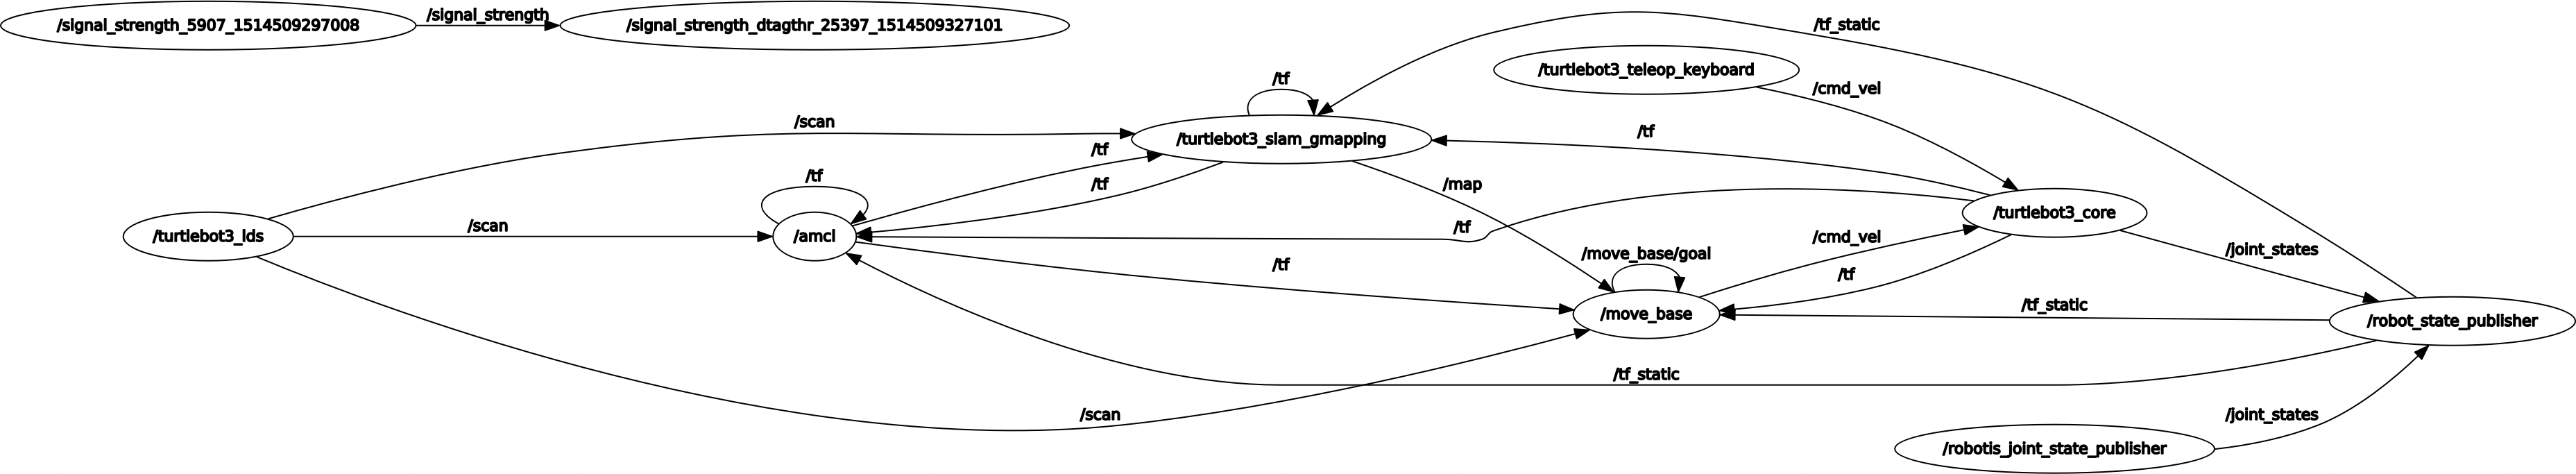 /signal_strength_5907_1514509297008
/signal_strength
/signal_strength_dtagthr_25397_1514509327101
/tf_static
/turtlebot3_teleop_keyboard
/tf
/cmd_vel
/scan
/turtlebot3_slam_gmapping
/tf
/tf
/tf
/tf
/map
/turtlebot3_core
/turtlebot3_lds
/scan
/amcl
/tf
/cmd_vel
/joint_states
/move_base/goal
/tf
/tf
/tf_static
/move_base
/robot_state_publisher
/tf_static
/scan
/joint_states
/robotis_joint_state_publisher